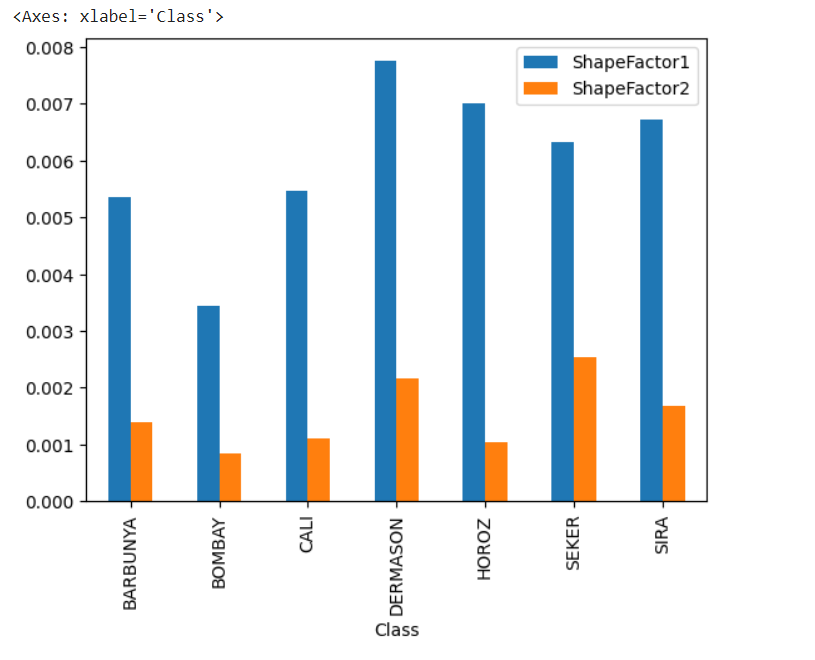 <Axes: xlabel='Class'>
0.008
0.007
0.006
0.005
0.004
0.003
0.002
0.001
0.000
ShapeFactor1
ShapeFactor2
BARBUNYA
BOMBAY
CALI
DERMASON
HOROZ
SEKER
SIRA
Class